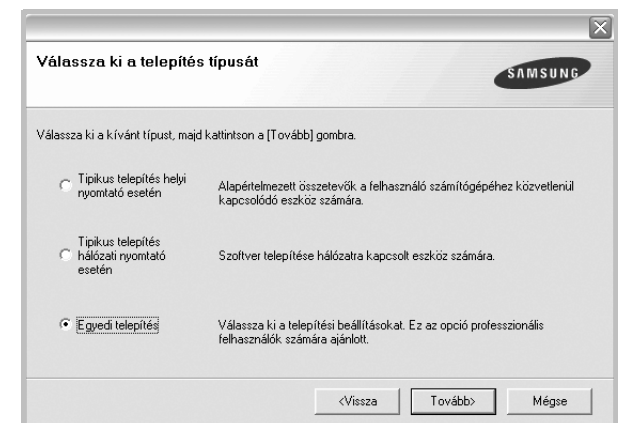 Válassza ki a telepítés típusát
SAMSUNG
Válassza ki a kívánt típust, majd kattintson a [Tovább] gombra.
Tipikus telepítés helyi
nyomtató esetén
Alapértelmezett összetevők a felhasználó számítógépéhez közvetlenül
kapcsolódó eszköz számára.
Tipikus telepítés
hálózati nyomtató
esetén
Szoftver telepítése hálózatra kapcsolt eszköz számára.
Egyedi telepítés
Válassza ki a telepítési beállításokat. Ez az opció professzionális
felhasználók számára ajánlott.
<Vissza
Tovább>
Mégse